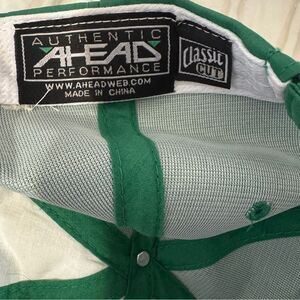 AUTHENTIC
AHEAD
PERFORMANCE
WWW.AHEADWEB.COM
MADE IN CHINA
Classic
CUT